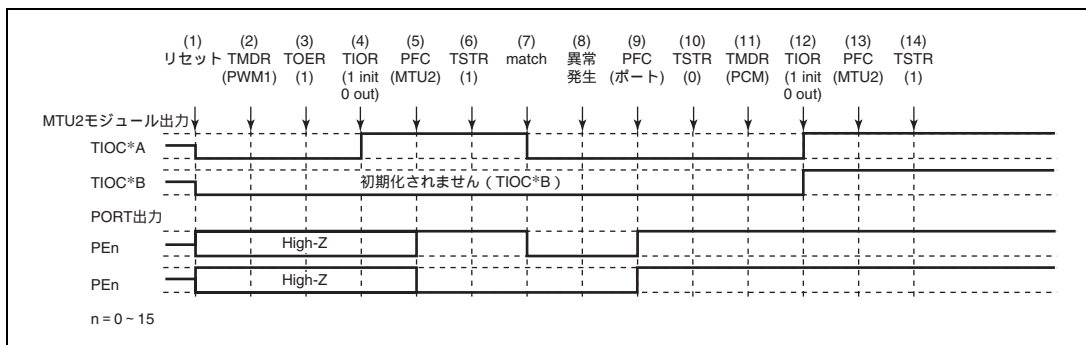 (1) (2) (3) (4) (5) (6) (7) (8) (9) (10) (11) (12) (13) (14)
リセット TMDR TOER TIOR PFC TSTR match 異常 PFC TSTR TMDR TIOR PFC TSTR
(PWM1) (1) (1 init (MTU2) (1) 発生 (ポート) (0) (PCM) (1 init (MTU2) (1)
0 out) 0 out)
MTU2モジュール出力
TIOC*A
TIOC*B 初期化されません ( TIOC*B )
PORT出力
PEn High-Z
PEn High-Z
n = 0 ~ 15